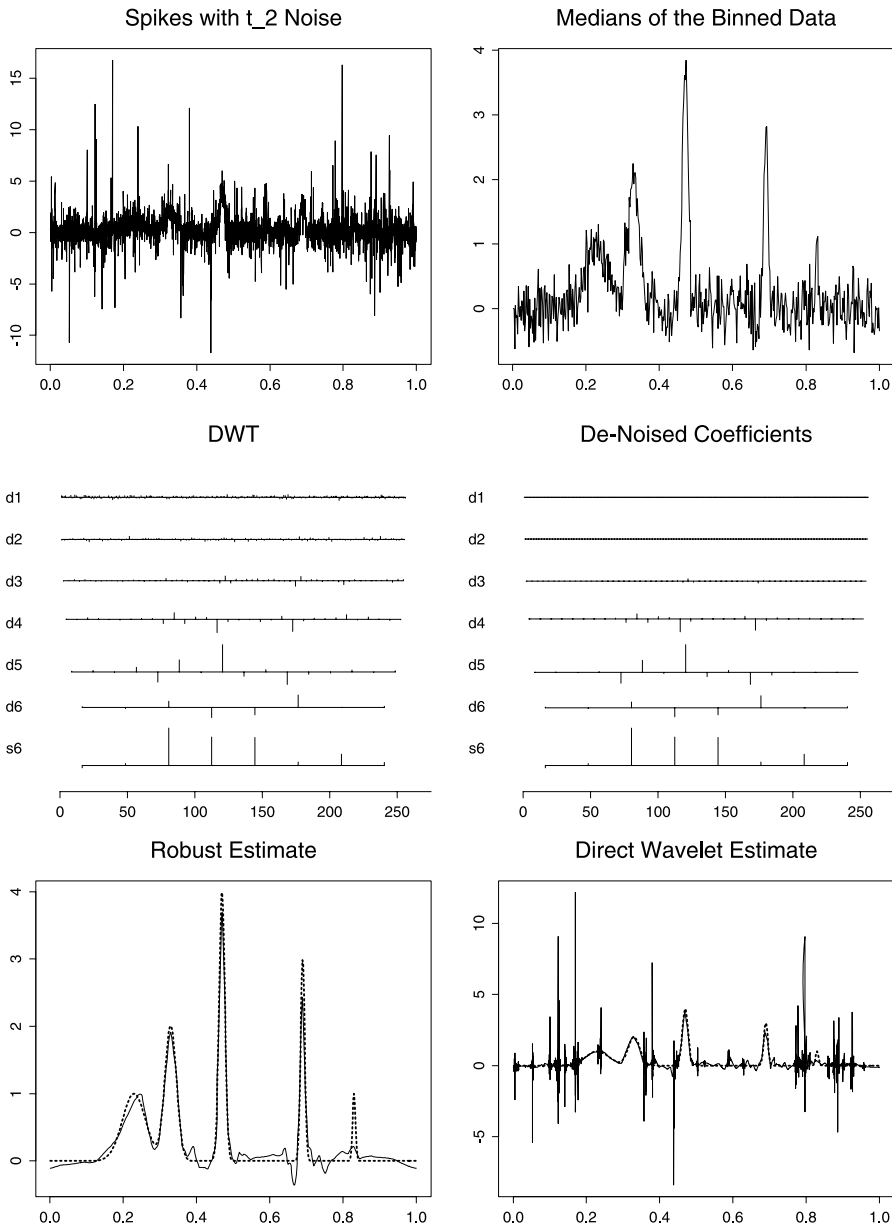 Spikes with t_2 Noise
15
10
5
0
-5
-10
0.0 0.2 0.4 0.6 0.8 1.0
Medians of the Binned Data
4
3
2
1
0
0.0 0.2 0.4 0.6 0.8 1.0
DWT
d1
d2
d3
d4
d5
d6
s6
0 50 100 150 200 250
De-Noised Coefficients
d1
d2
d3
d4
d5
d6
s6
0 50 100 150 200 250
Robust Estimate
4
3
2
1
0
0.0 0.2 0.4 0.6 0.8 1.0
Direct Wavelet Estimate
10
5
0
-5
0.0 0.2 0.4 0.6 0.8 1.0